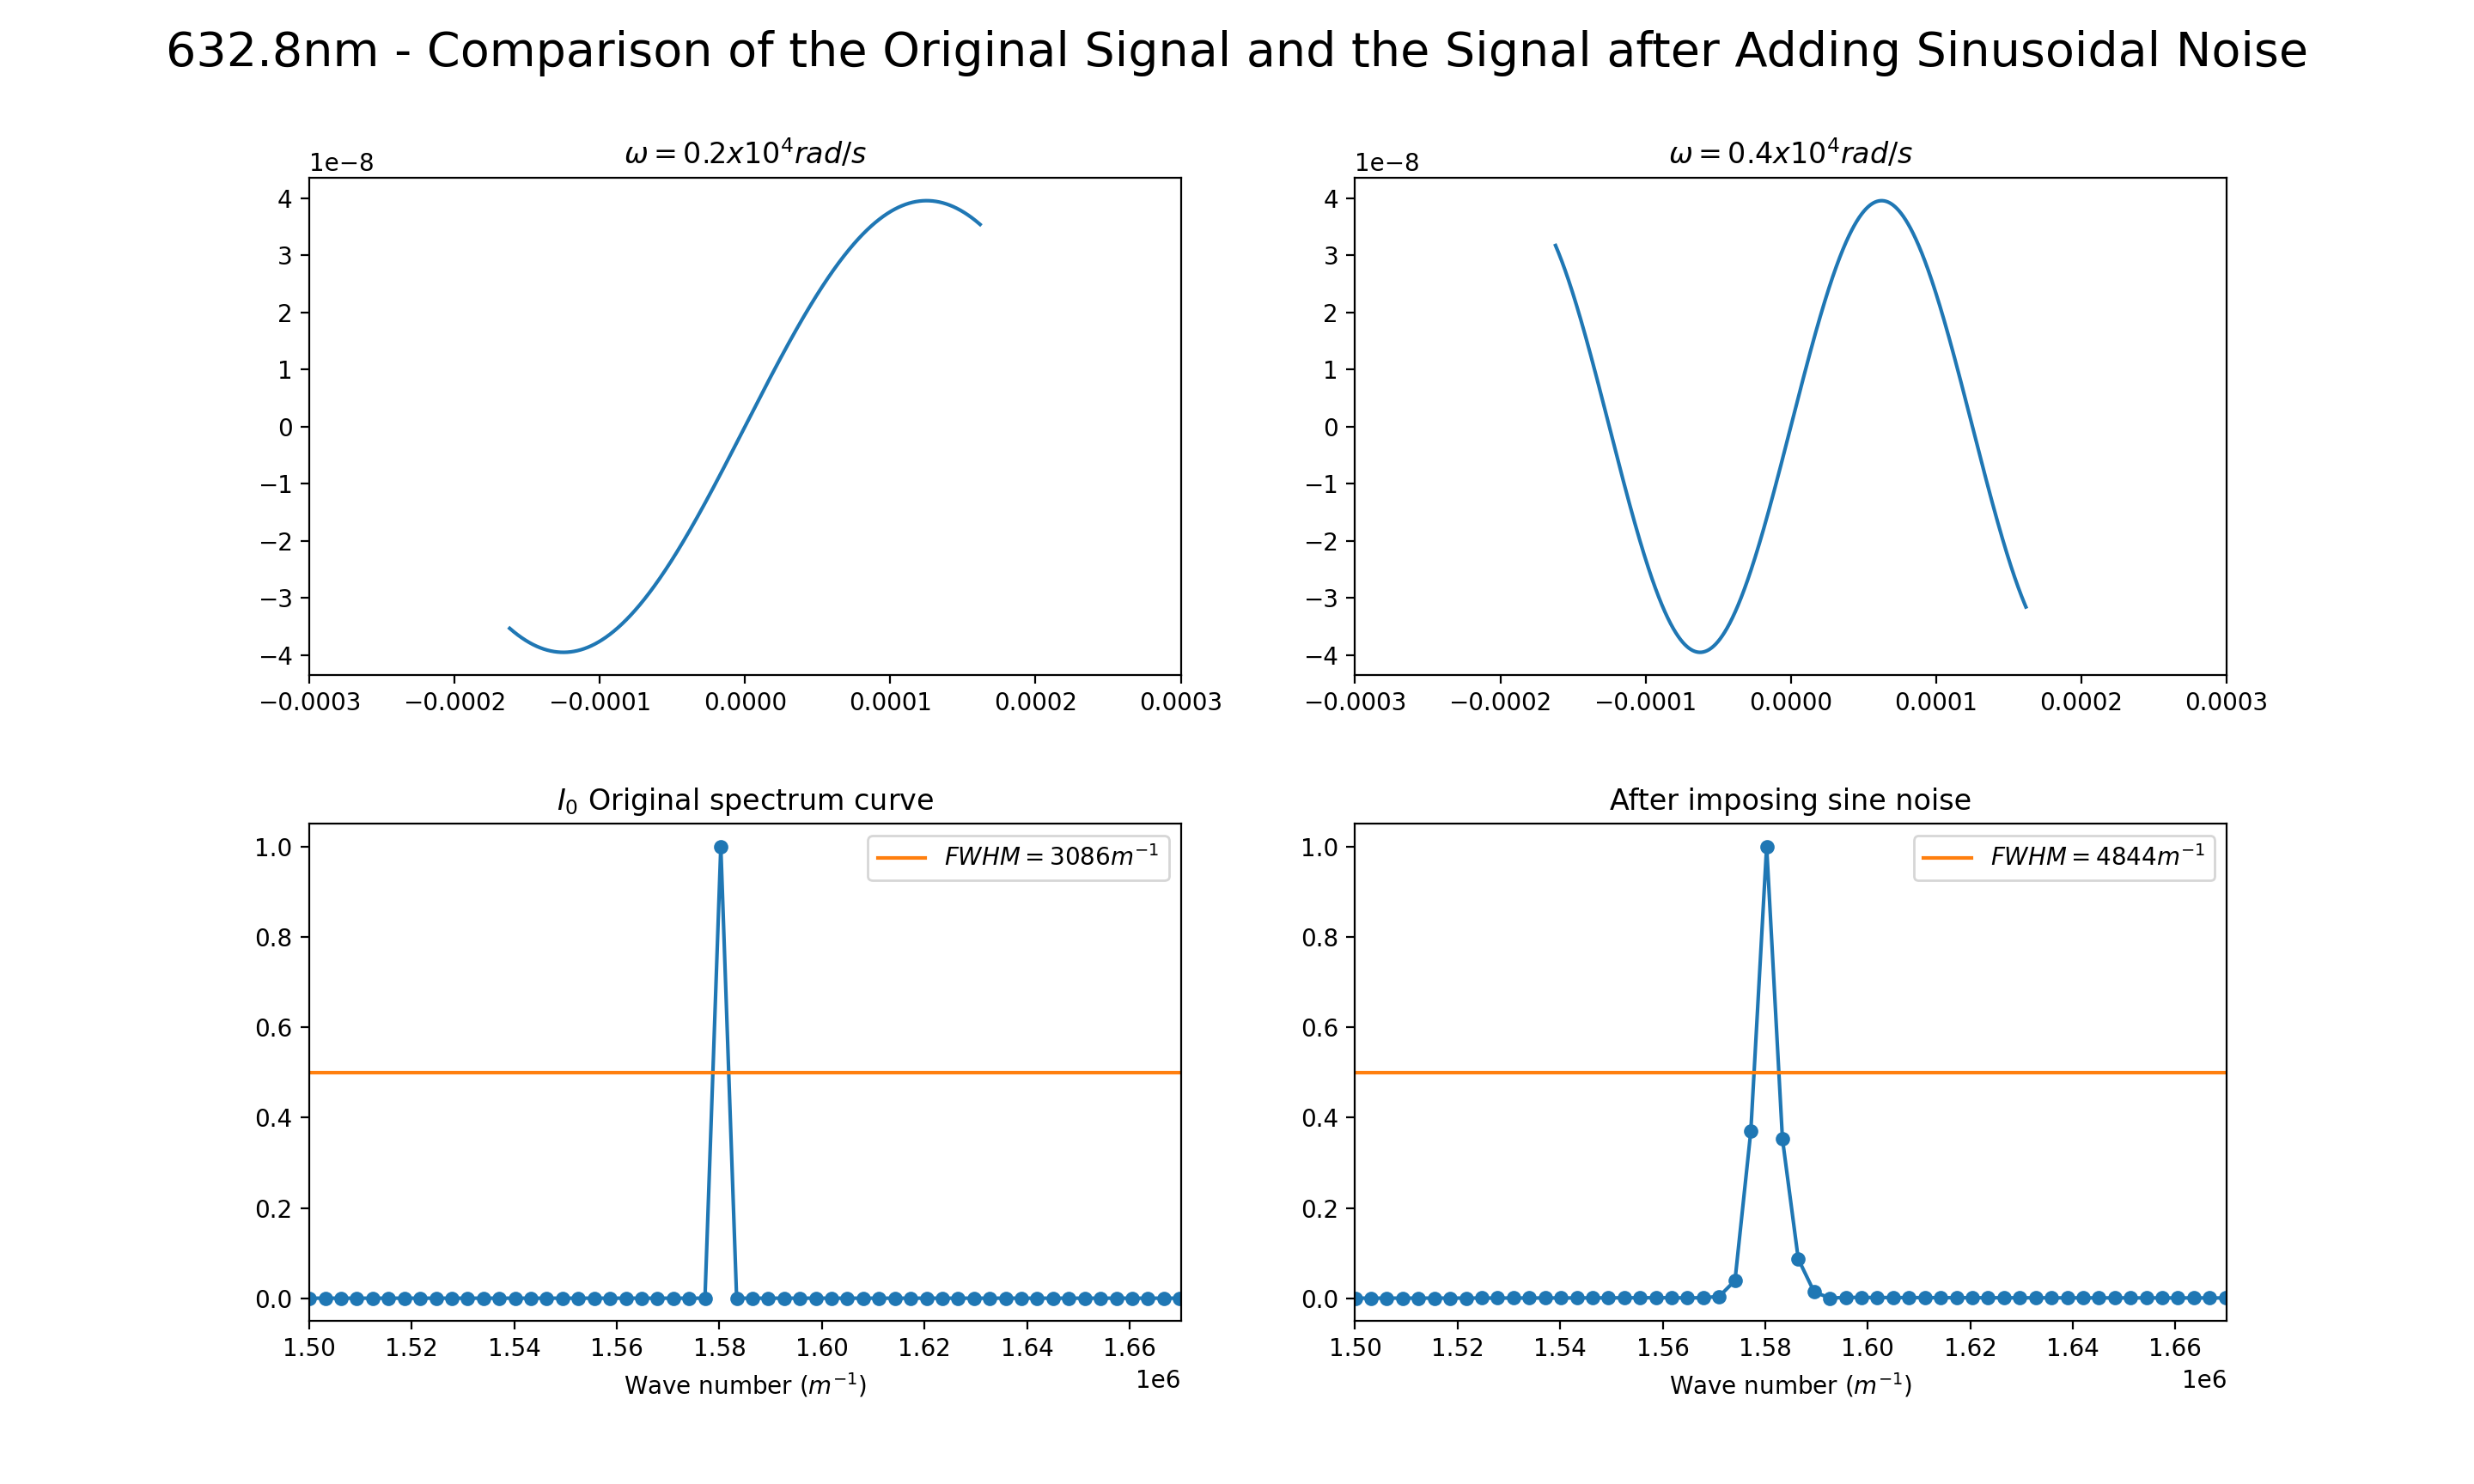 632.8nm - Comparison of the Original Signal and the Signal after Adding Sinusoidal Noise
ω = 0.2x10⁴rad/s
1e−8
4
3
2
1
0
−1
−2
−3
−4
−0.0003 −0.0002 −0.0001 0.0000 0.0001 0.0002 0.0003
ω = 0.4x10⁴rad/s
1e−8
4
3
2
1
0
−1
−2
−3
−4
−0.0003 −0.0002 −0.0001 0.0000 0.0001 0.0002 0.0003
I₀ Original spectrum curve
FWHM = 3086m⁻¹
1.0
0.8
0.6
0.4
0.2
0.0
1.50 1.52 1.54 1.56 1.58 1.60 1.62 1.64 1.66
1e6
Wave number (m⁻¹)
After imposing sine noise
FWHM = 4844m⁻¹
1.0
0.8
0.6
0.4
0.2
0.0
1.50 1.52 1.54 1.56 1.58 1.60 1.62 1.64 1.66
1e6
Wave number (m⁻¹)